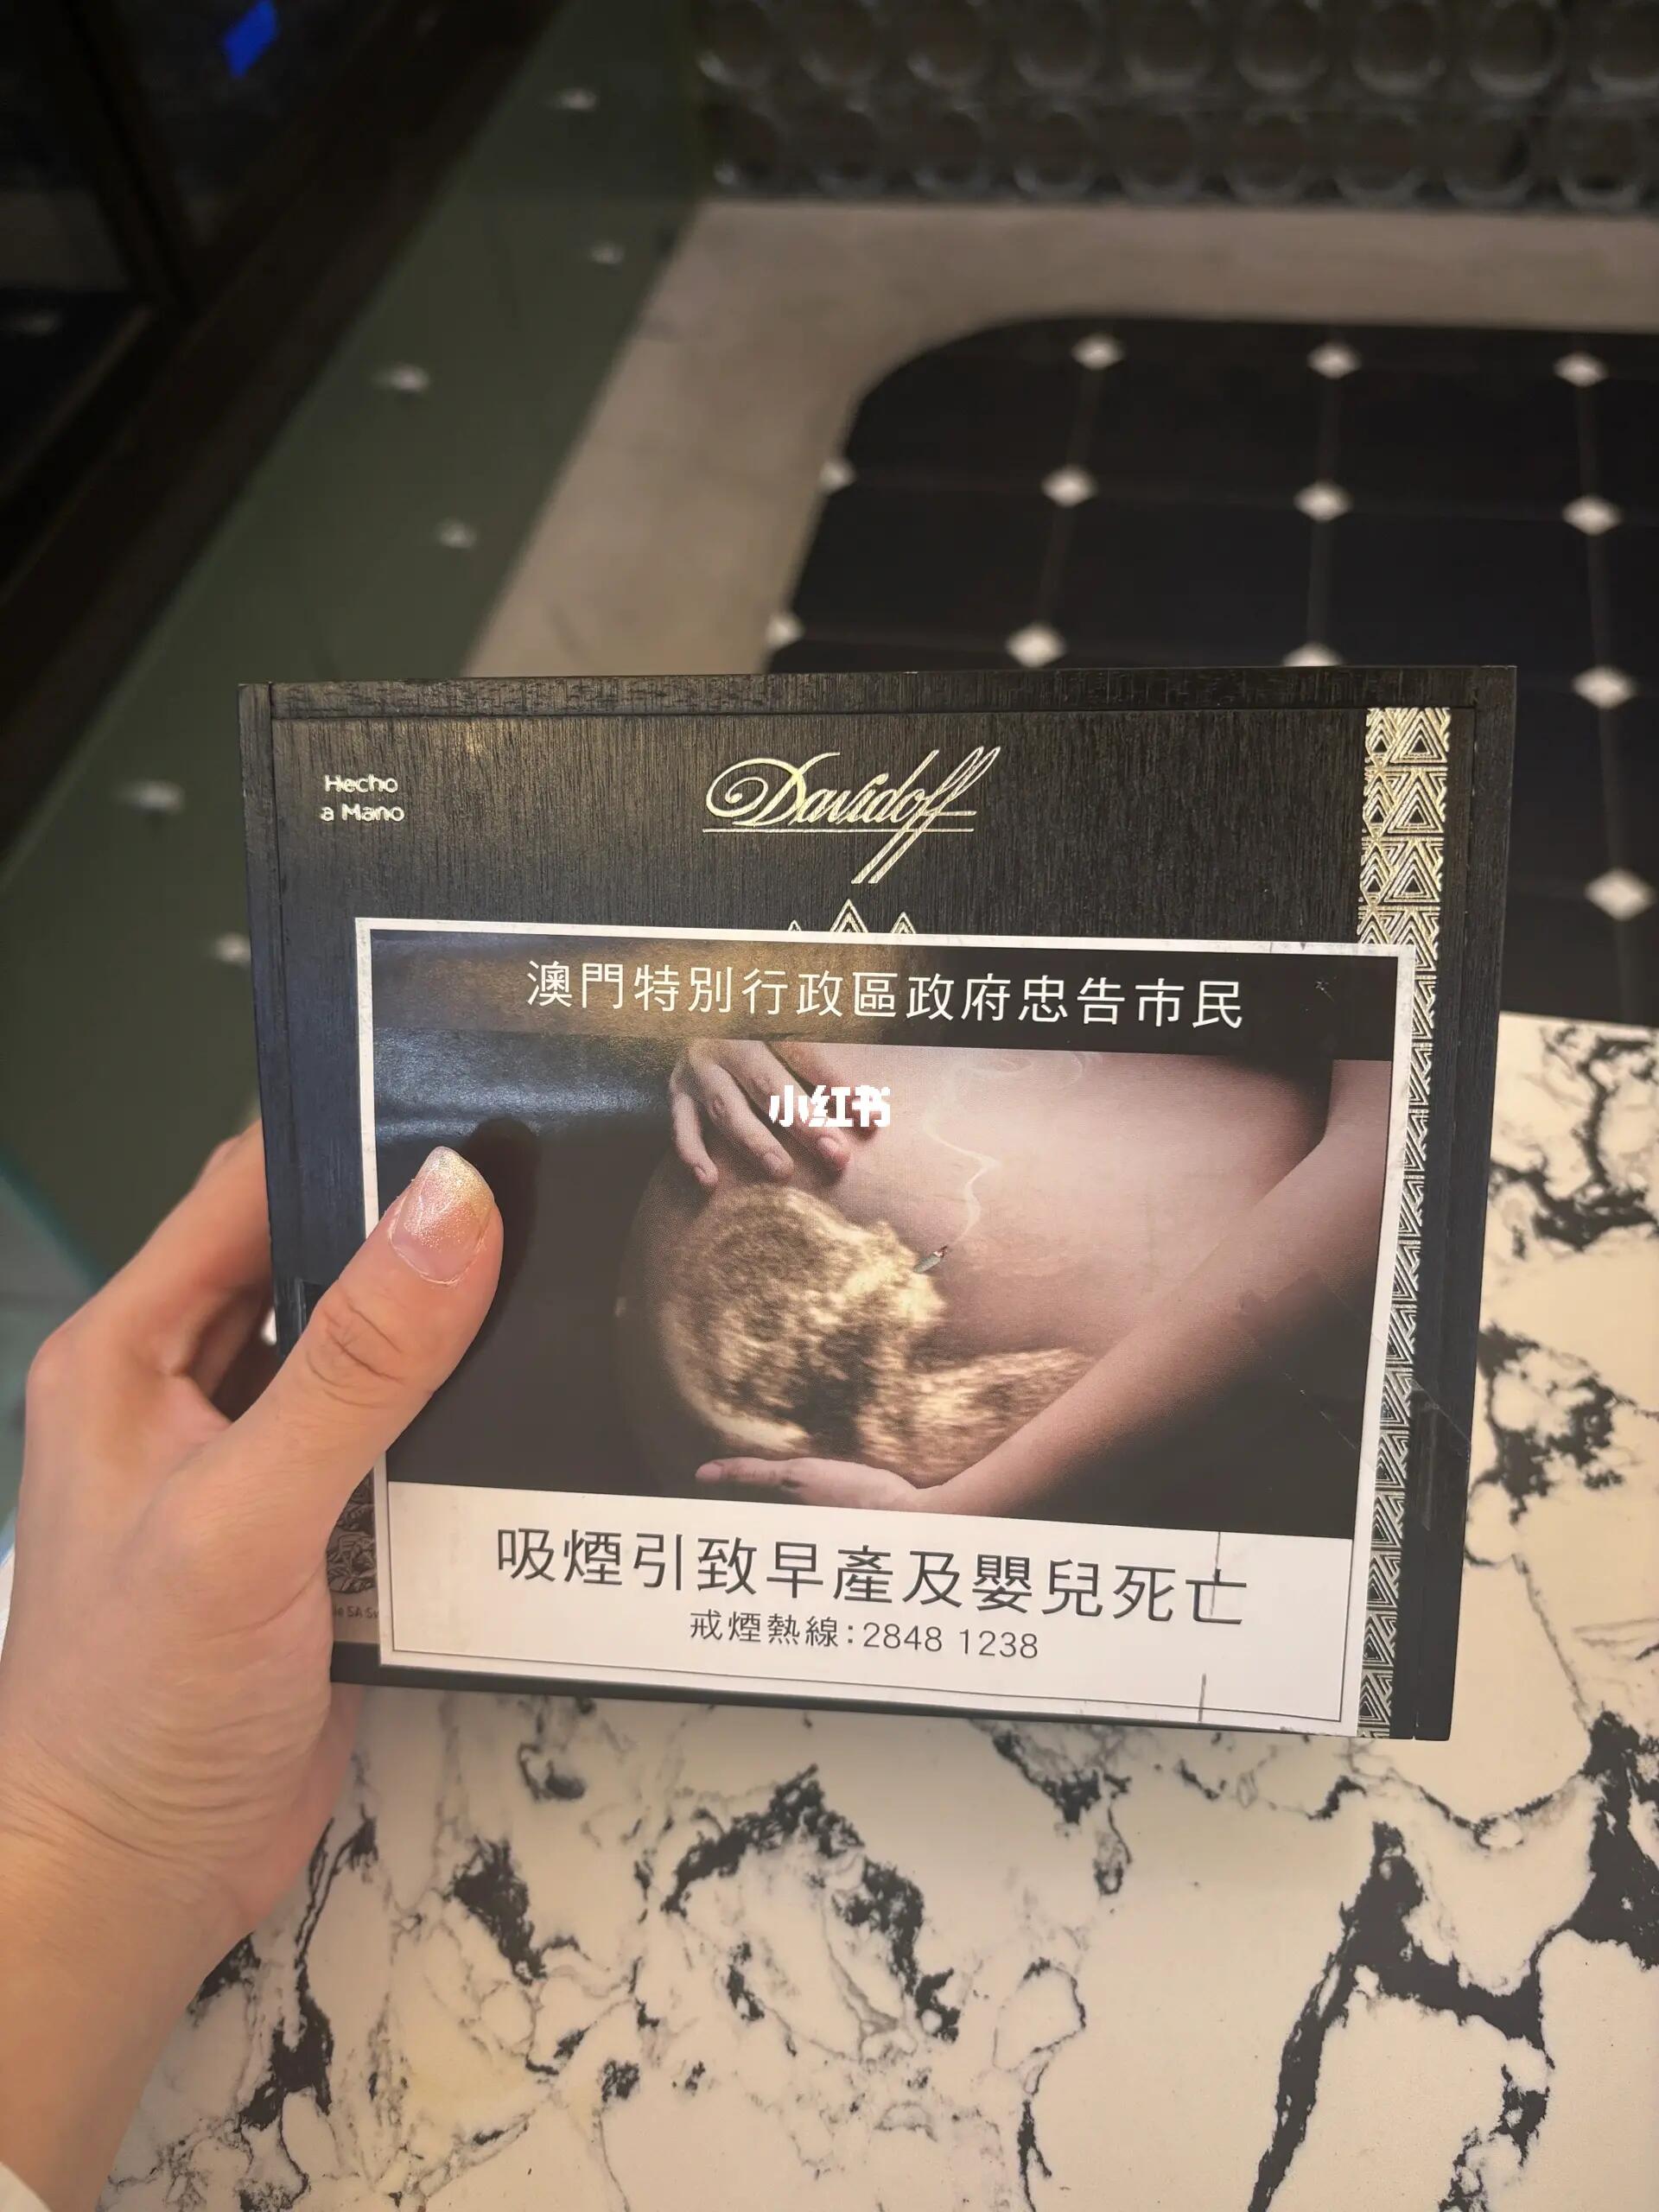 Hecho
a Mano
Davidoff
澳門特別行政區政府忠告市民
小红书
吸煙引致早產及嬰兒死亡
戒煙熱線：2848 1238